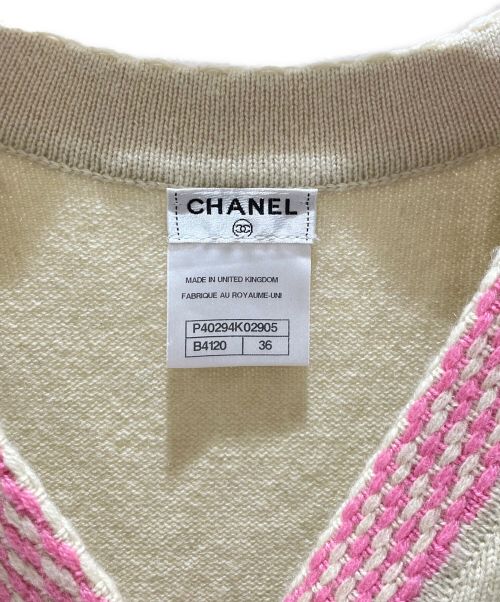 CHANEL
MADE IN UNITED KINGDOM
FABRIQUE AU ROYAUME-UNI
P40294K02905
B4120 36